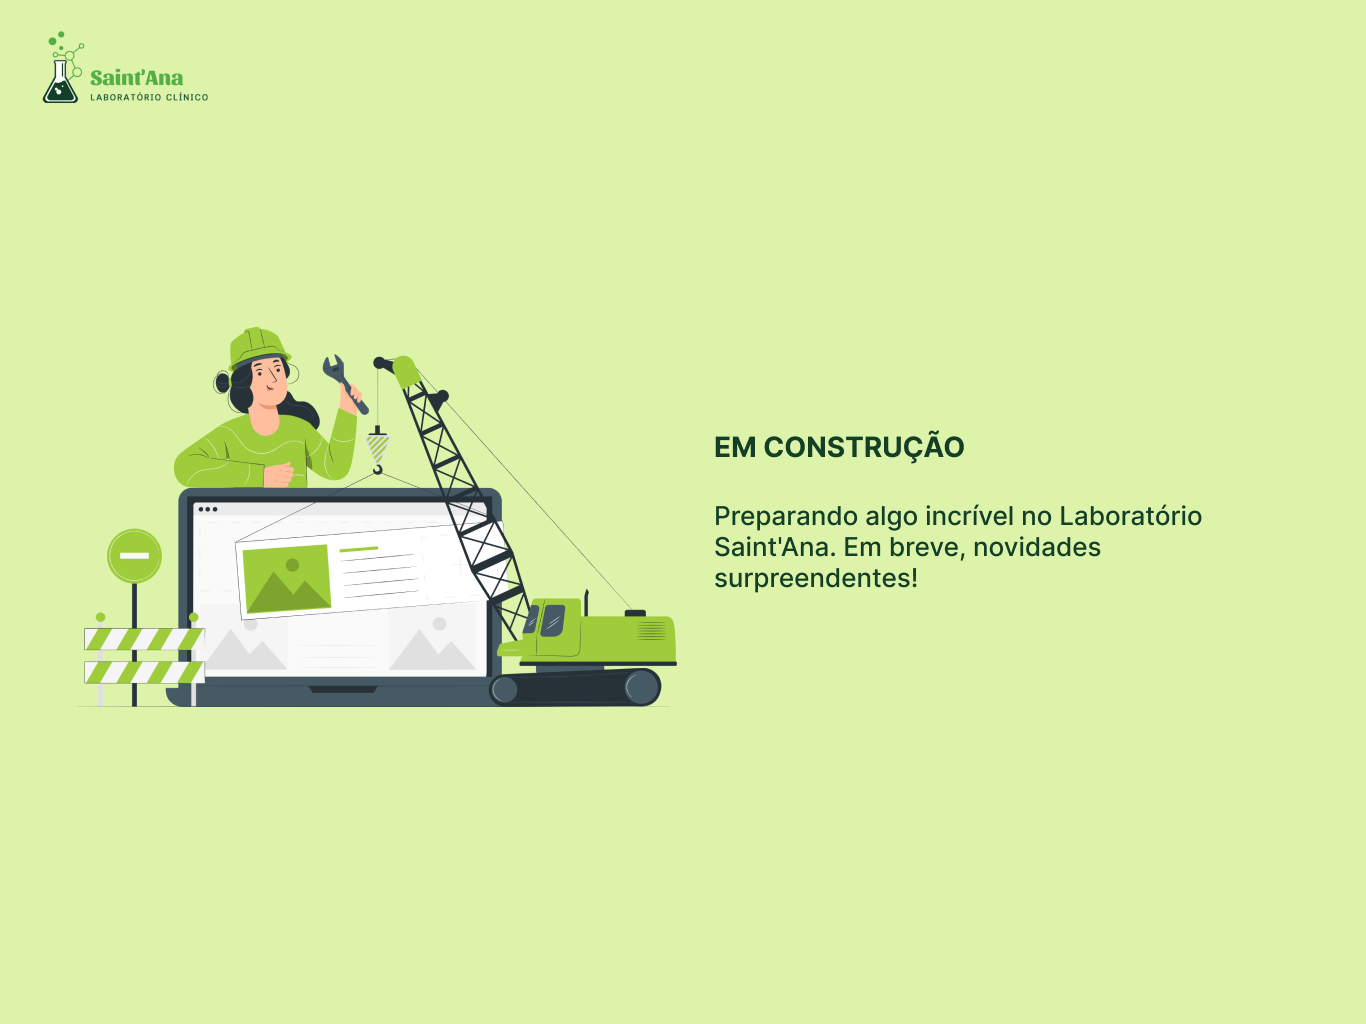 Saint'Ana
LABORATÓRIO CLÍNICO
EM CONSTRUÇÃO
Preparando algo incrível no Laboratório
Saint'Ana. Em breve, novidades
surpreendentes!